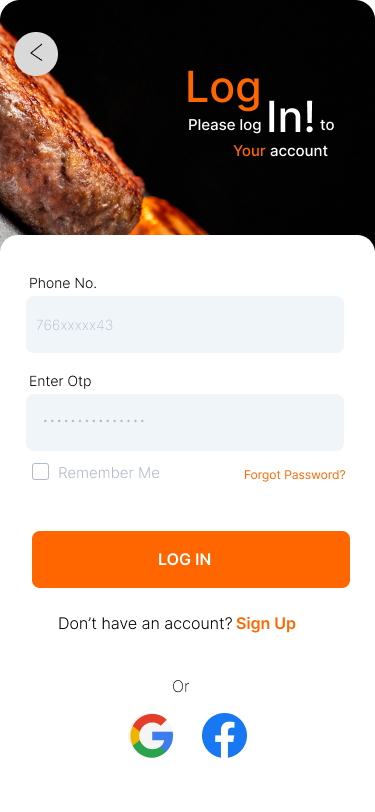 Log
Please log In! to
Your account
Phone No.
766xxxxx43
Enter Otp
Remember Me
Forgot Password?
LOG IN
Don’t have an account? Sign Up
Or